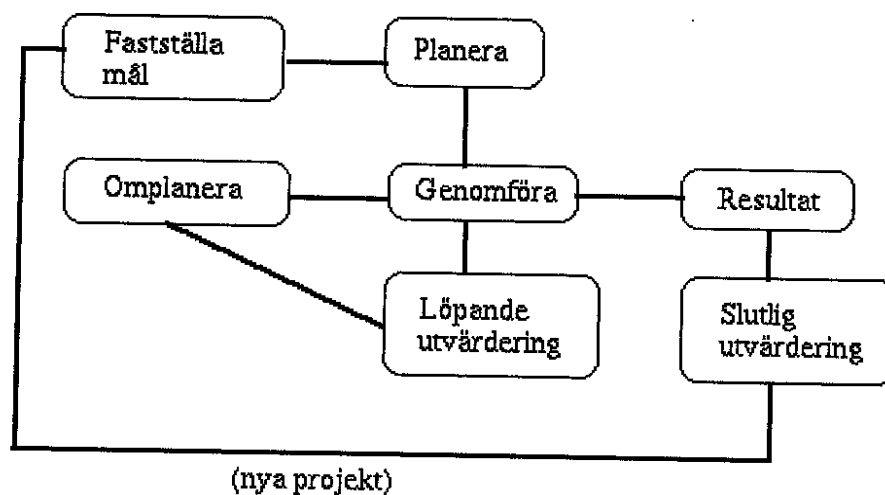 Fastställa
mål
Planera
Omplanera
Genomföra
Resultat
Löpande
utvärdering
Slutlig
utvärdering
(nya projekt)